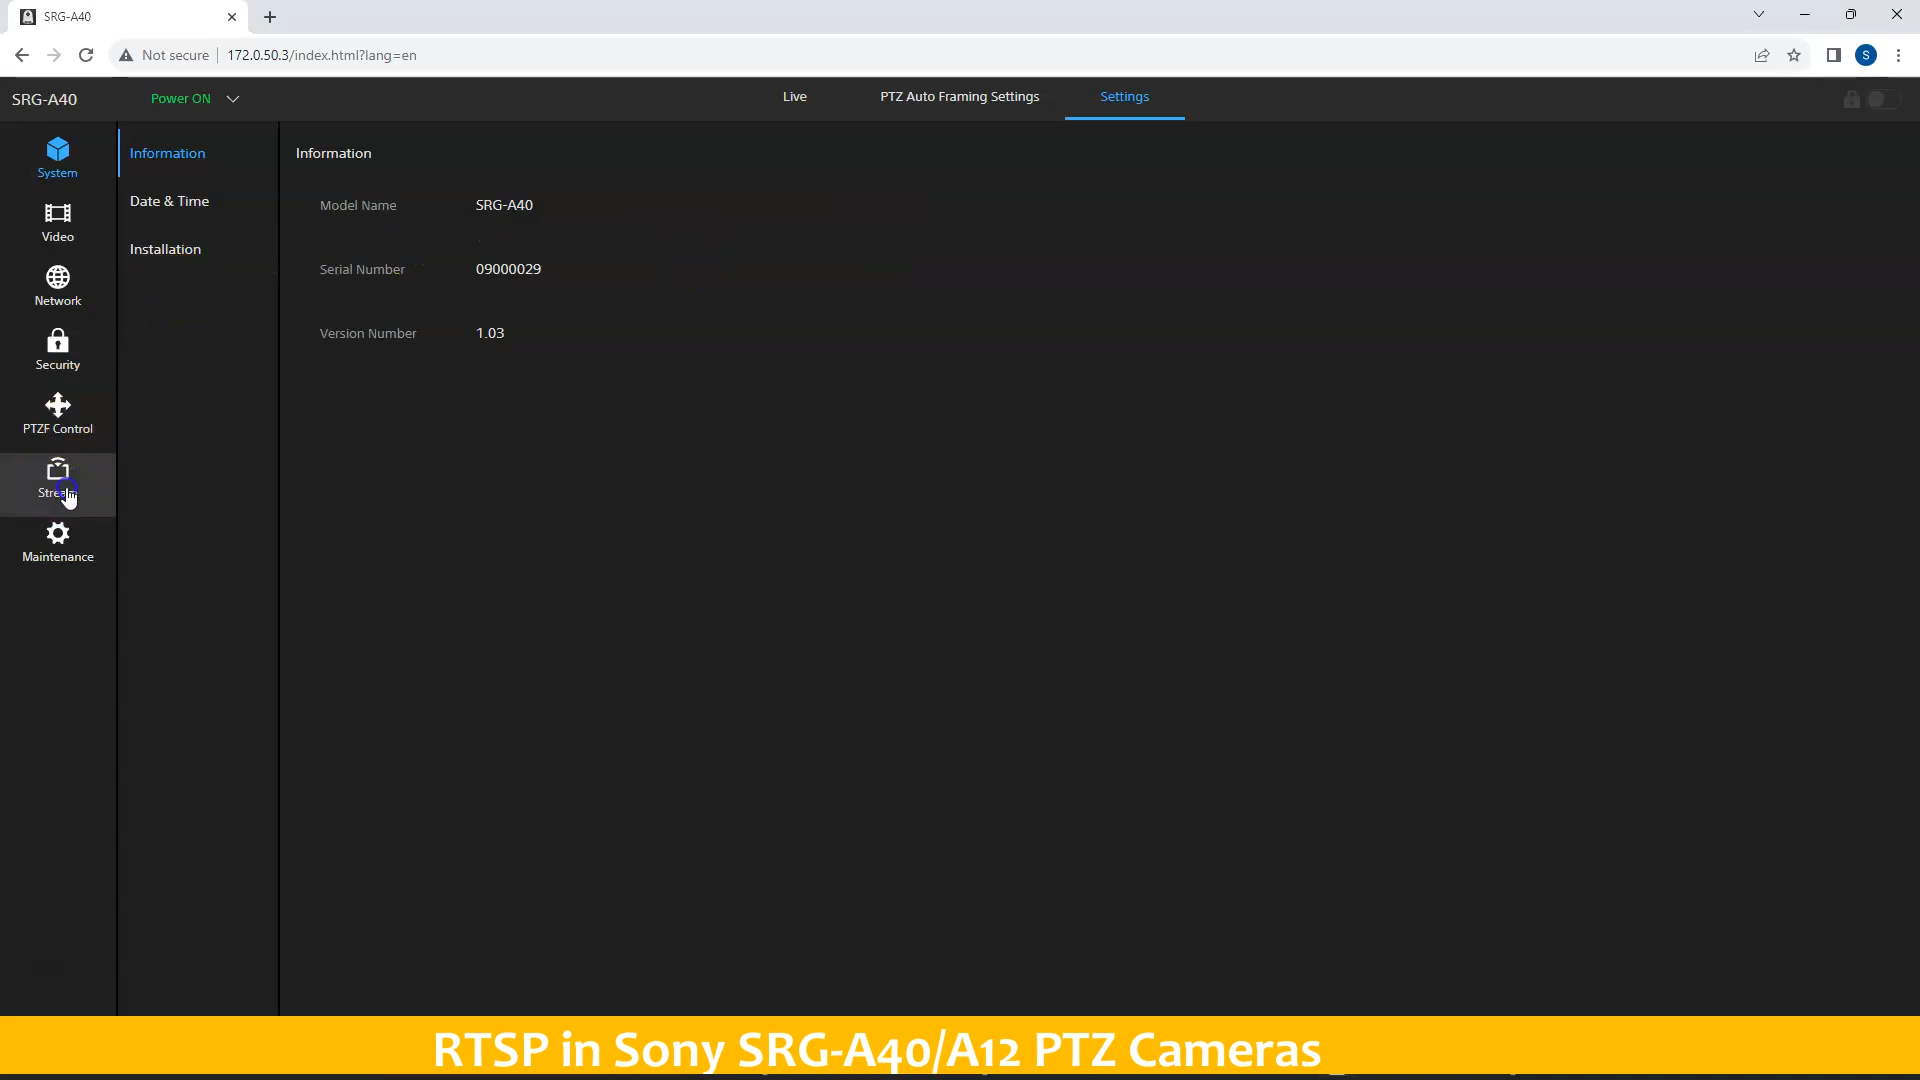 SRG-A40
Not secure
172.0.50.3/index.html?lang=en
S
SRG-A40
Power ON
Live
PTZ Auto Framing Settings
Settings
System
Video
Network
Security
PTZF Control
Maintenance
Information
Date & Time
Installation
Information
Model Name SRG-A40
Serial Number 09000029
Version Number 1.03
RTSP in Sony SRG-A40/A12 PTZ Cameras